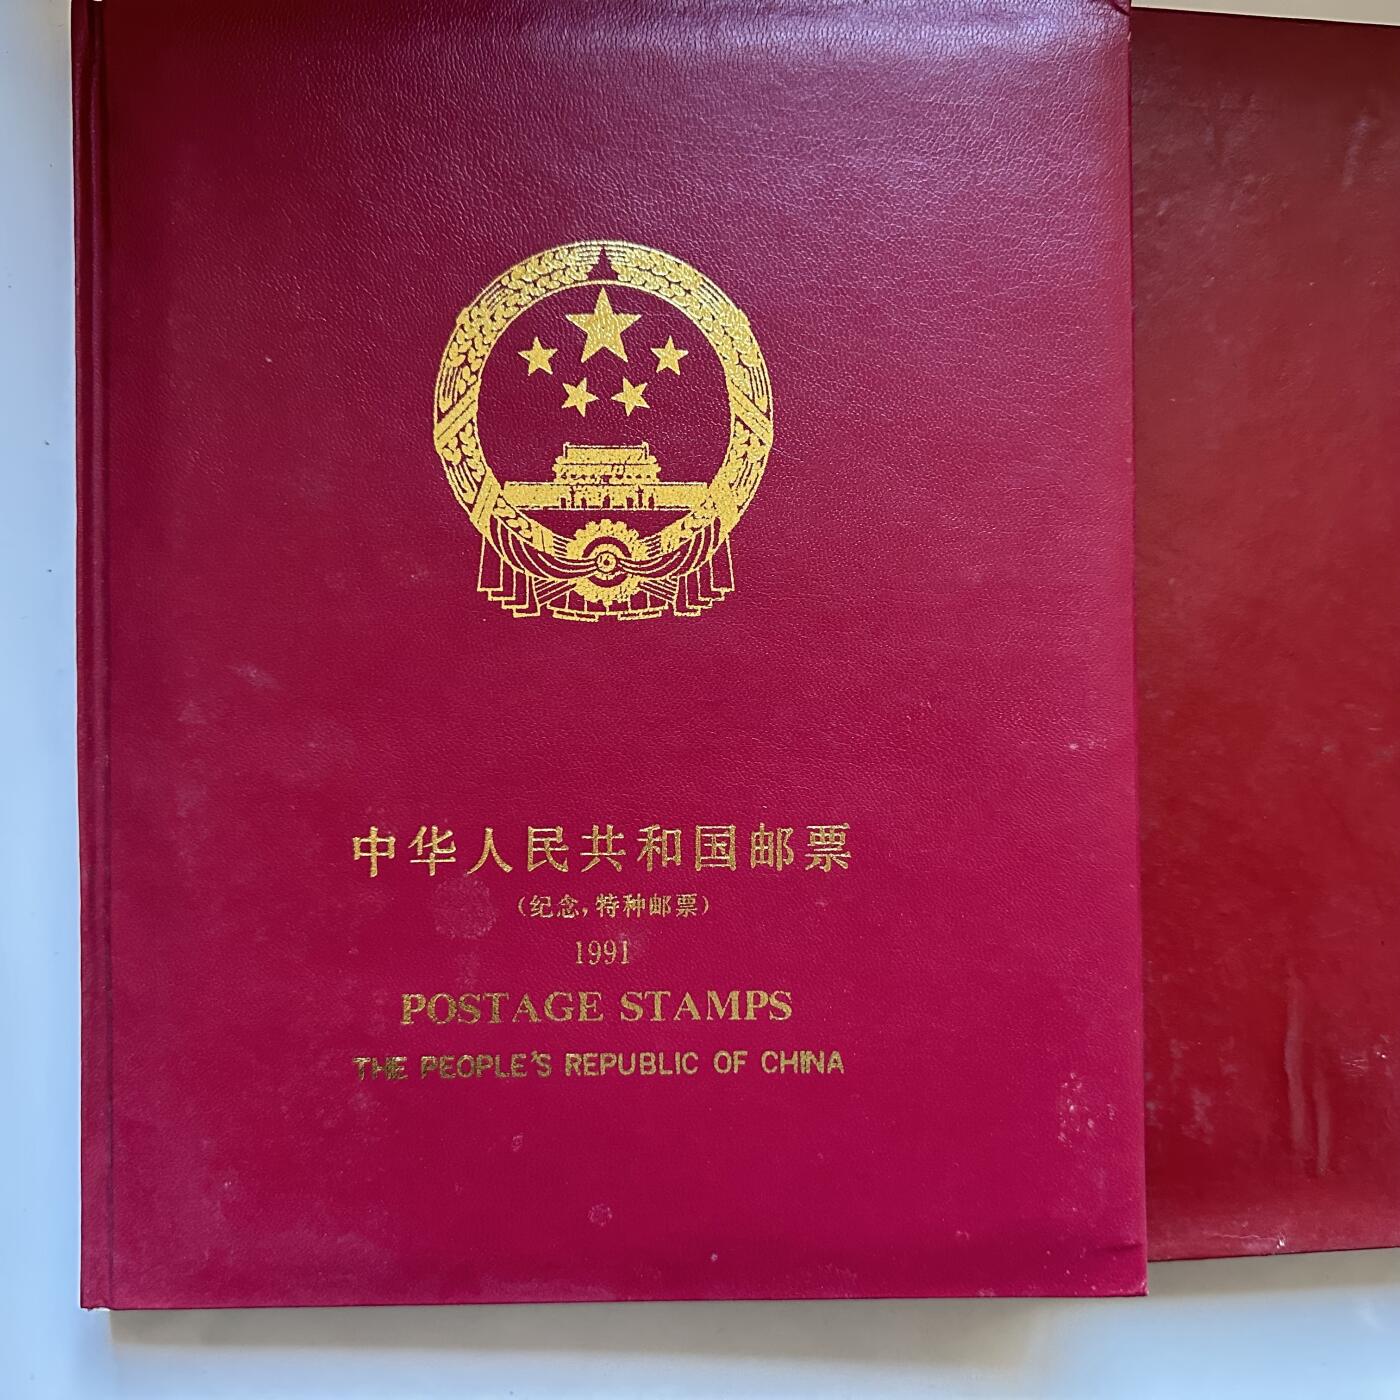 中华人民共和国邮票
（纪念，特种邮票）
1991
POSTAGE STAMPS
THE PEOPLE'S REPUBLIC OF CHINA